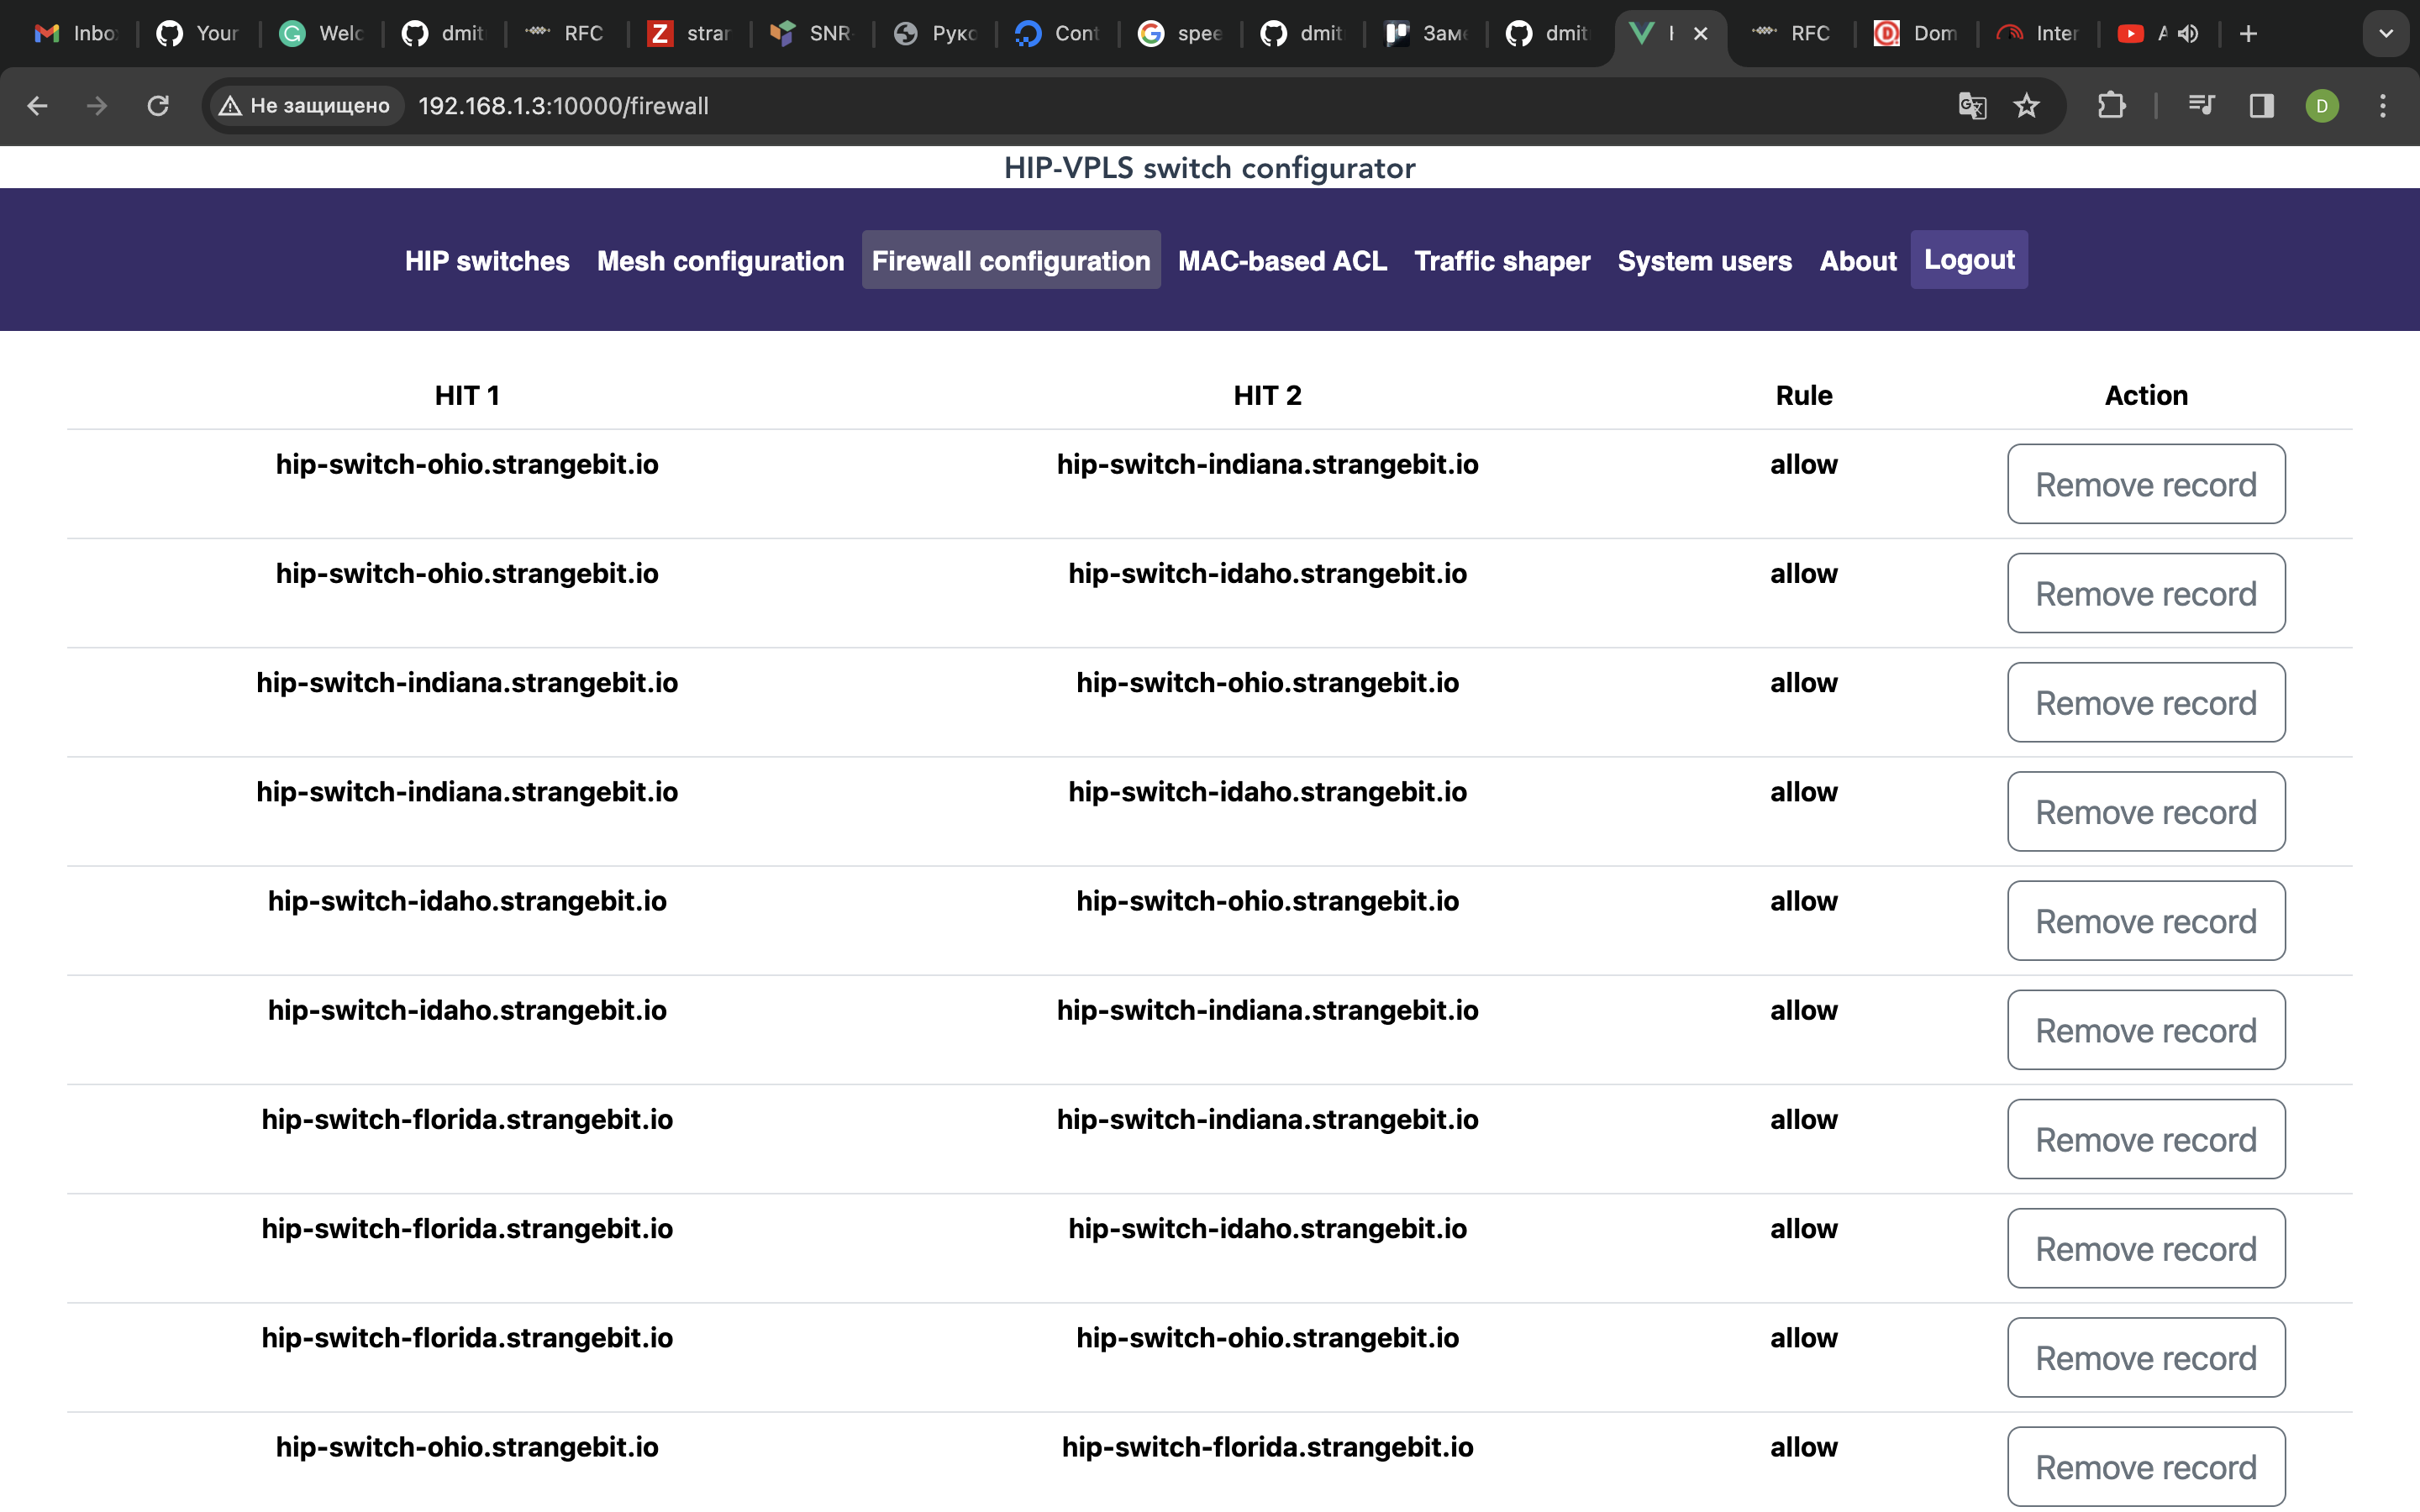 Inbo Your Welc dmit RFC stran SNR Руко Cont spee dmit Заме dmit RFC Dom Inter
Не защищено 192.168.1.3:10000/firewall D
HIP-VPLS switch configurator
HIP switches Mesh configuration Firewall configuration MAC-based ACL Traffic shaper System users About Logout
HIT 1 HIT 2 Rule Action
hip-switch-ohio.strangebit.io hip-switch-indiana.strangebit.io allow Remove record
hip-switch-ohio.strangebit.io hip-switch-idaho.strangebit.io allow Remove record
hip-switch-indiana.strangebit.io hip-switch-ohio.strangebit.io allow Remove record
hip-switch-indiana.strangebit.io hip-switch-idaho.strangebit.io allow Remove record
hip-switch-idaho.strangebit.io hip-switch-ohio.strangebit.io allow Remove record
hip-switch-idaho.strangebit.io hip-switch-indiana.strangebit.io allow Remove record
hip-switch-florida.strangebit.io hip-switch-indiana.strangebit.io allow Remove record
hip-switch-florida.strangebit.io hip-switch-idaho.strangebit.io allow Remove record
hip-switch-florida.strangebit.io hip-switch-ohio.strangebit.io allow Remove record
hip-switch-ohio.strangebit.io hip-switch-florida.strangebit.io allow Remove record